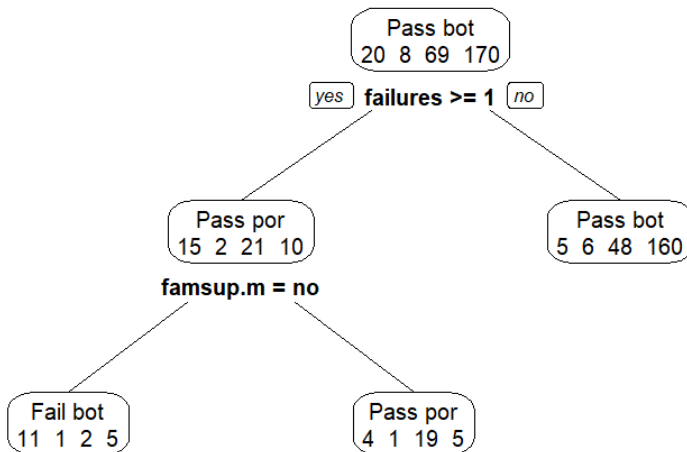 Pass bot
20 8 69 170
yes failures >= 1 no
Pass por
15 2 21 10
Pass bot
5 6 48 160
famsup.m = no
Fail bot
11 1 2 5
Pass por
4 1 19 5